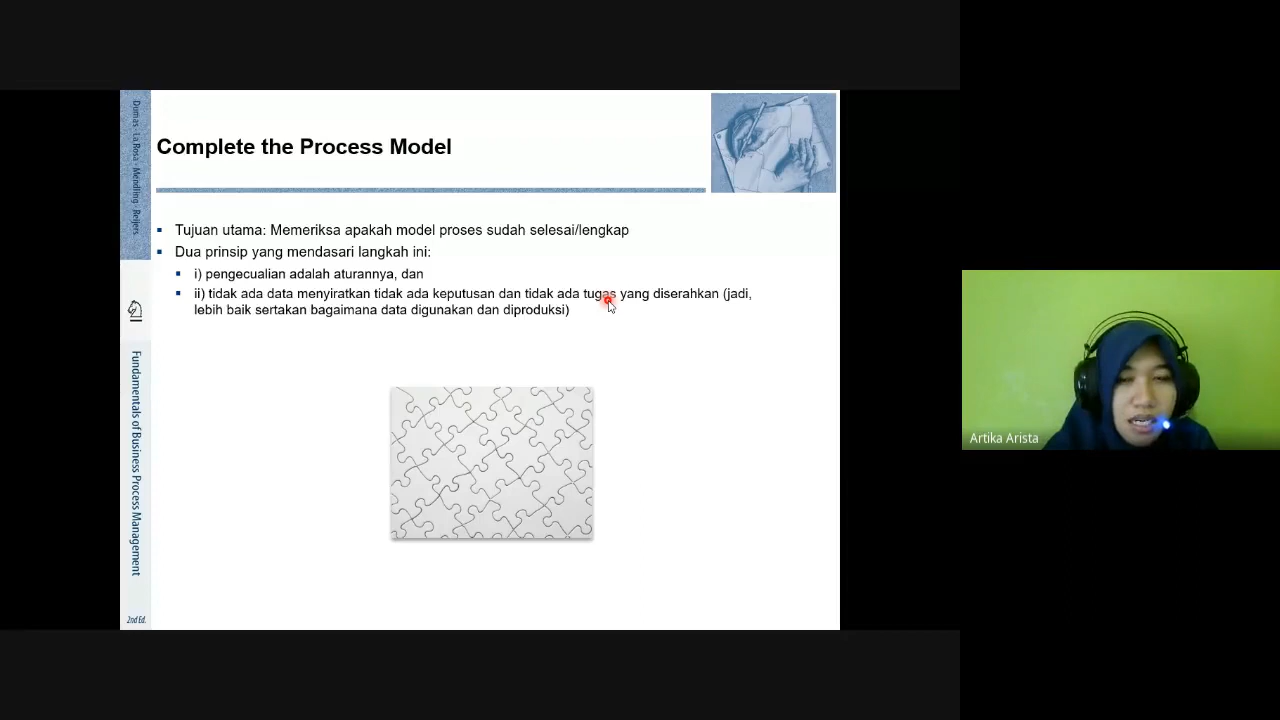 Dumas · La Rosa · Mendling · Reijers
Complete the Process Model
Tujuan utama: Memeriksa apakah model proses sudah selesai/lengkap
Dua prinsip yang mendasari langkah ini:
i) pengecualian adalah aturannya, dan
ii) tidak ada data menyiratkan tidak ada keputusan dan tidak ada tugas yang diserahkan (jadi,
lebih baik sertakan bagaimana data digunakan dan diproduksi)
Fundamentals of Business Process Management
2nd Ed.
Artika Arista